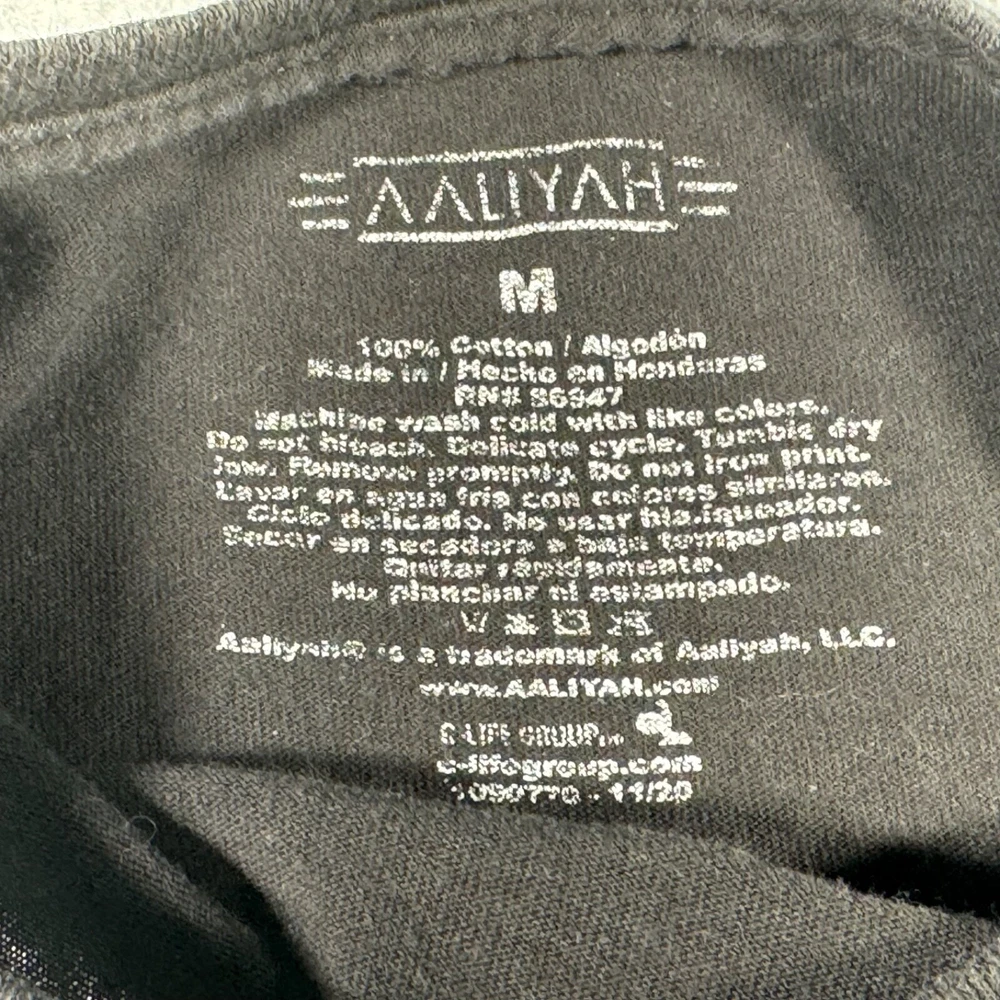 AALIYAH
M
100% Cotton / Algodón
Made in / Hecho en Honduras
RN# 96947
Machine wash cold with like colors.
Do not bleach. Delicate cycle. Tumble dry
low. Remove promptly. Do not iron print.
Lavar en agua fria con colores similares.
Ciclo delicado. No usar blanqueador.
Secar en secadora a baja temperatura.
Quitar rápidamente.
No planchar el estampado.
Aaliyah® is a trademark of Aaliyah, LLC.
www.AALIYAH.com
C-LIFE GROUP
c-lifegroup.com
1090770 - 11/20